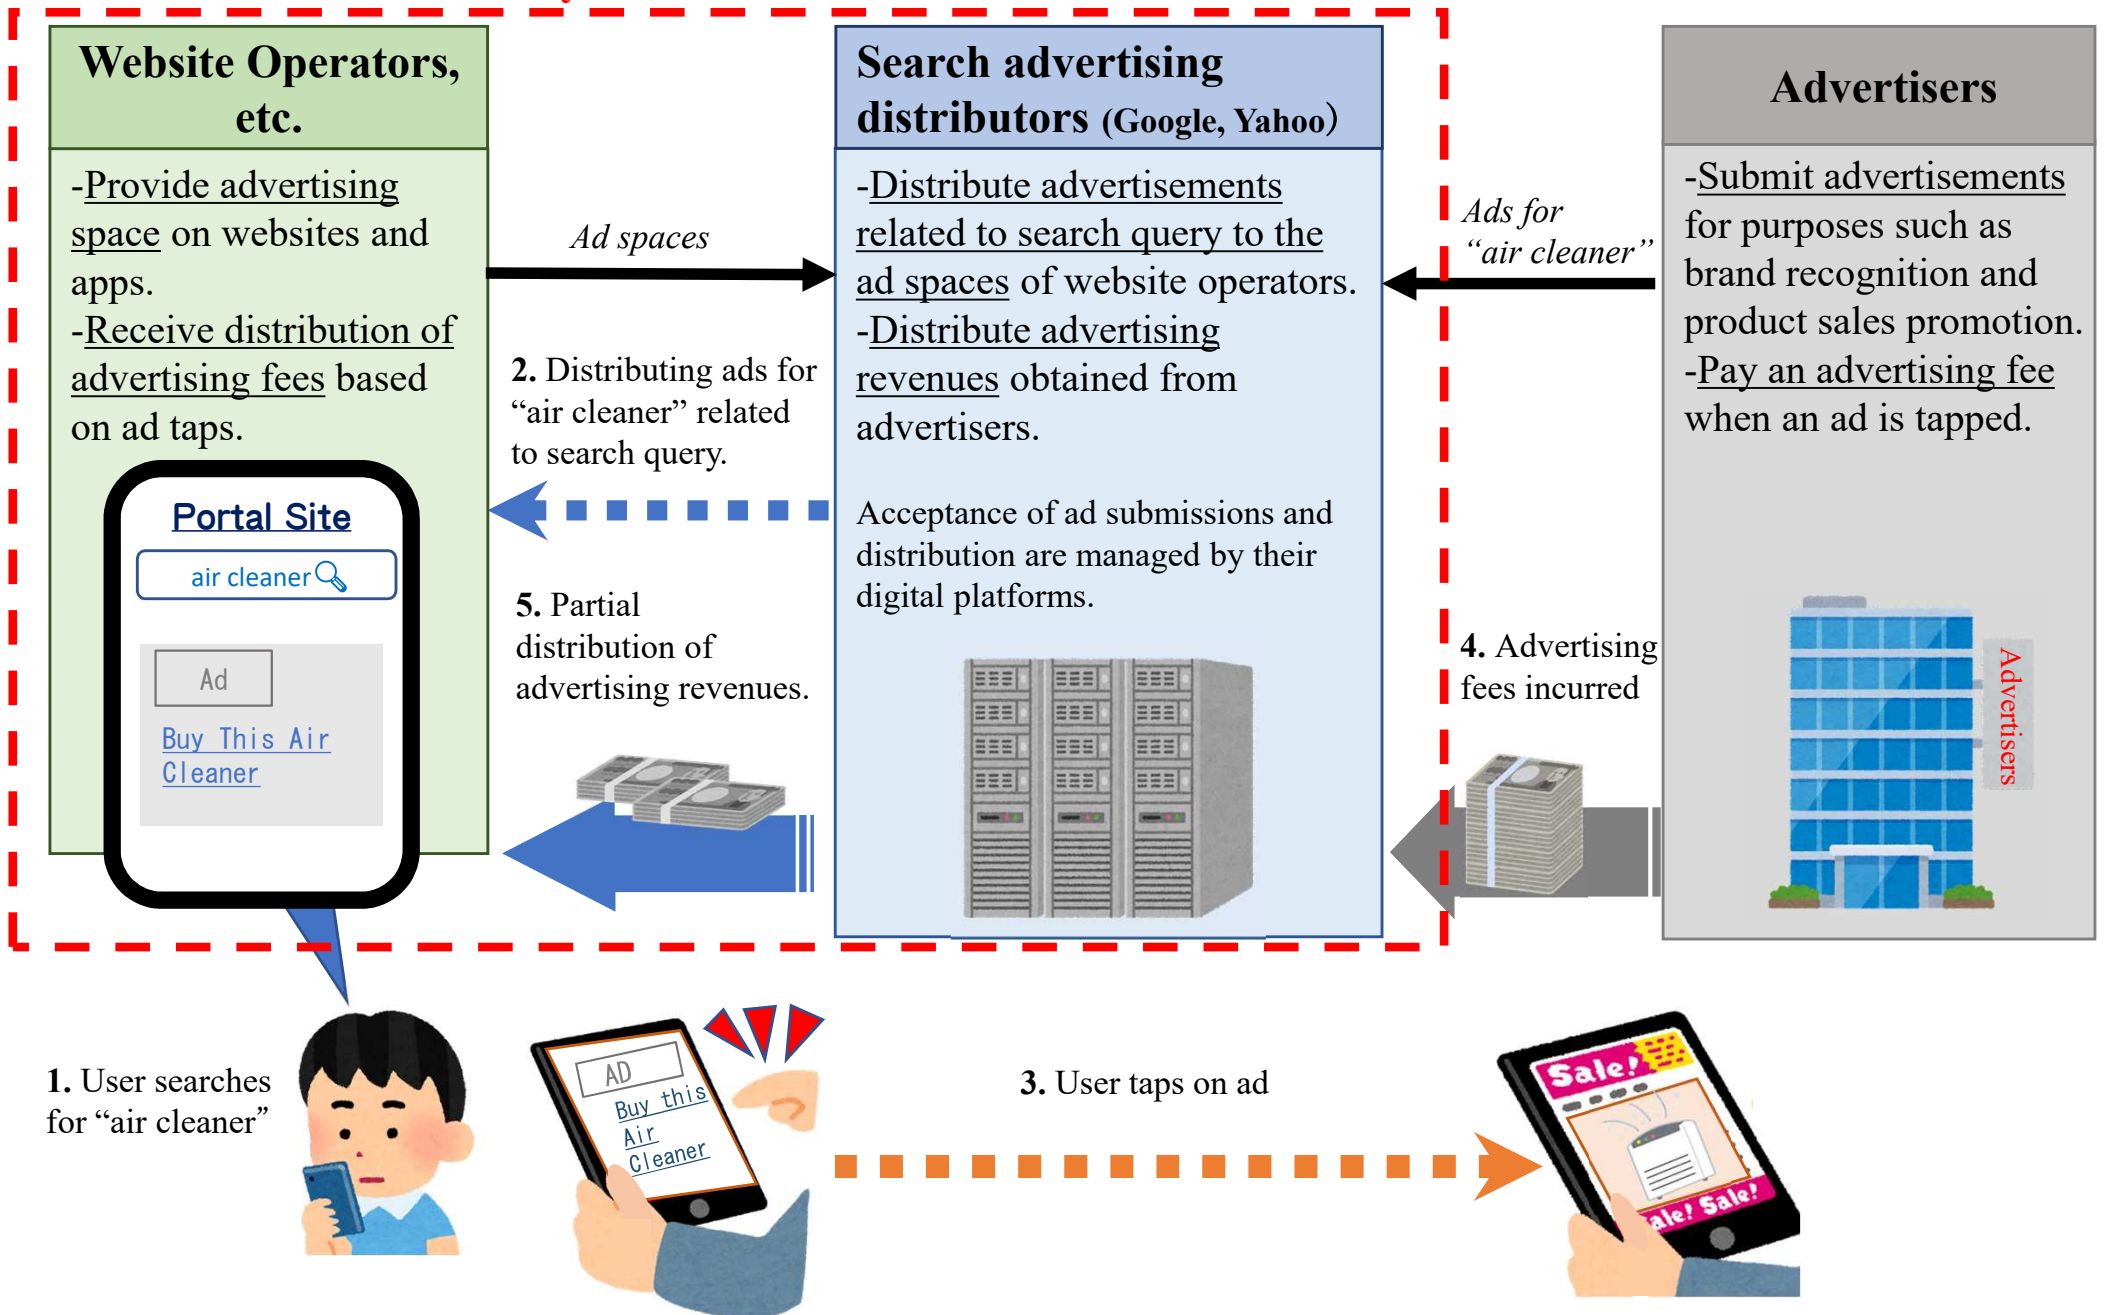 Website Operators,
etc.
-Provide advertising
space on websites and
apps.
-Receive distribution of
advertising fees based
on ad taps.
Portal Site
air cleaner
Ad
Buy This Air
Cleaner
Ad spaces
2. Distributing ads for
“air cleaner” related
to search query.
5. Partial
distribution of
advertising revenues.
Search advertising
distributors (Google, Yahoo）
-Distribute advertisements
related to search query to the
ad spaces of website operators.
-Distribute advertising
revenues obtained from
advertisers.
Acceptance of ad submissions and
distribution are managed by their
digital platforms.
Ads for
“air cleaner”
4. Advertising
fees incurred
Advertisers
-Submit advertisements
for purposes such as
brand recognition and
product sales promotion.
-Pay an advertising fee
when an ad is tapped.
Advertisers
1. User searches
for “air cleaner”
AD
Buy this
Air
Cleaner
3. User taps on ad
Sale!
Sale!